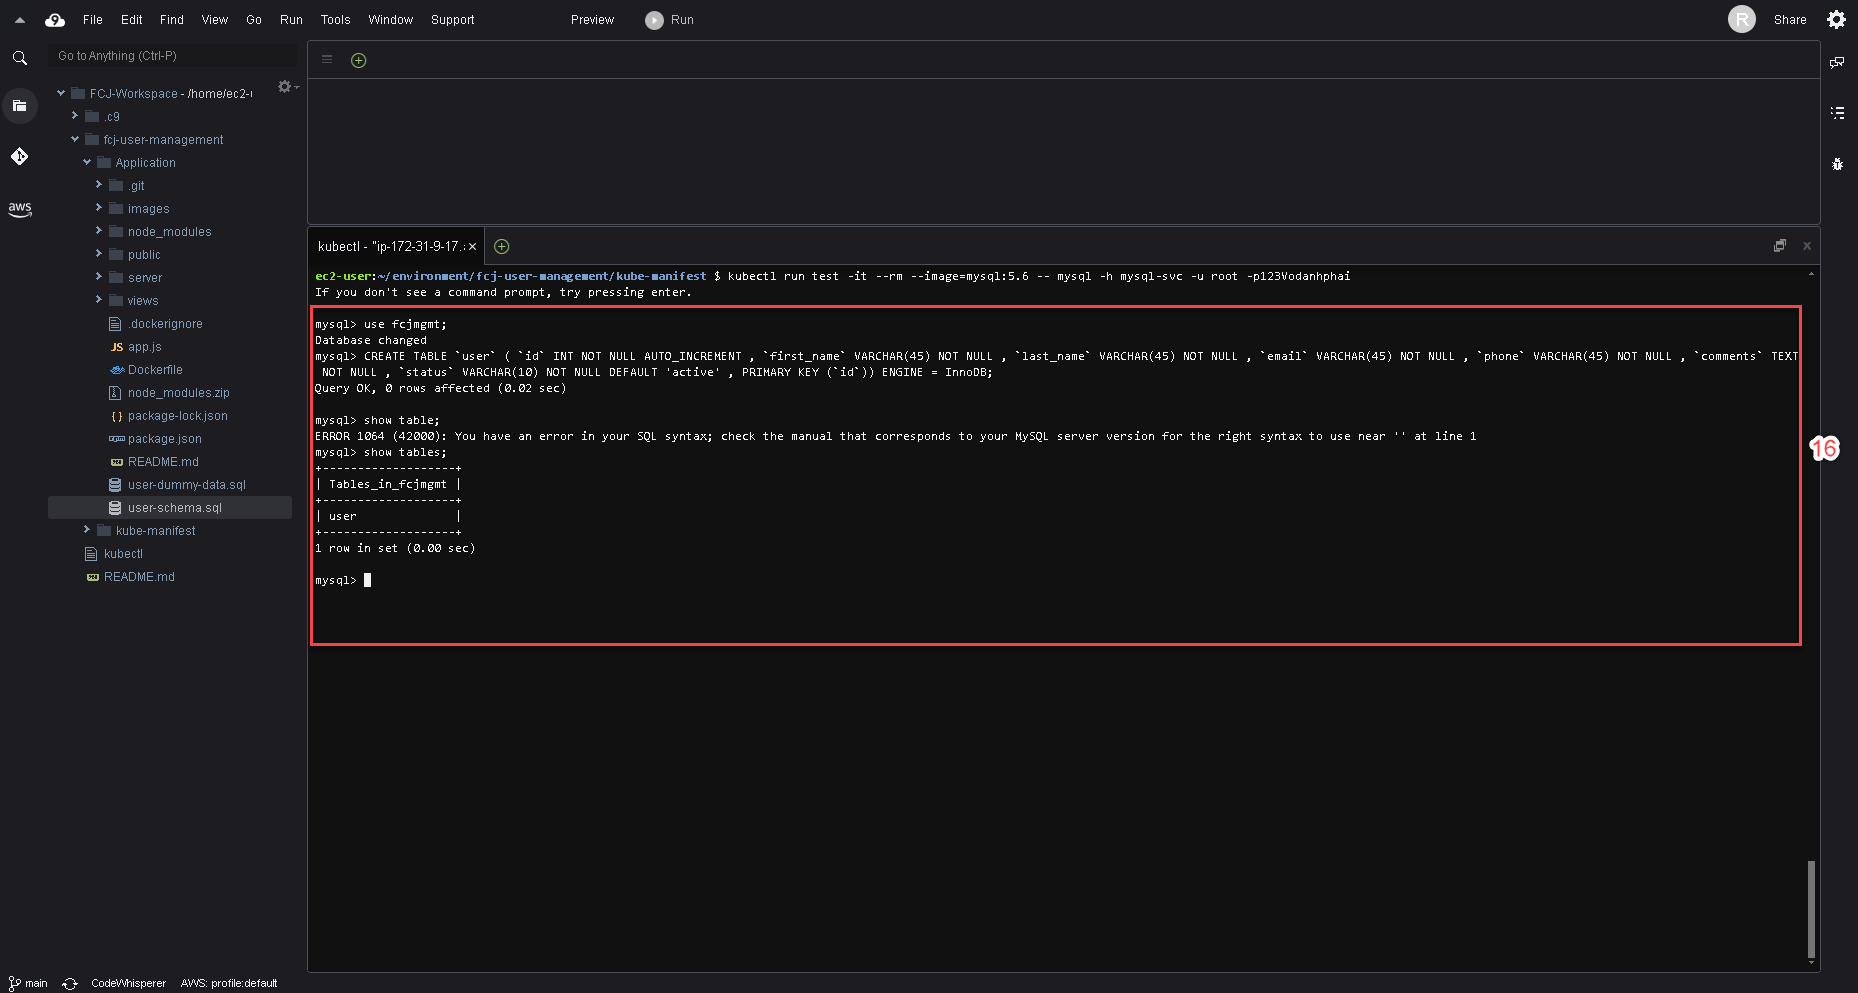 File Edit Find View Go Run Tools Window Support Preview Run R Share
Go to Anything (Ctrl-P)
FCJ-Workspace - /home/ec2-
.c9
fcj-user-management
Application
.git
images
node_modules
public
server
views
.dockerignore
JS app.js
Dockerfile
node_modules.zip
package-lock.json
package.json
README.md
user-dummy-data.sql
user-schema.sql
kube-manifest
kubectl
README.md
aws
kubectl - "ip-172-31-9-17.
ec2-user:~/environment/fcj-user-management/kube-manifest $ kubectl run test -it --rm --image=mysql:5.6 -- mysql -h mysql-svc -u root -p123Vodanhphai
If you don't see a command prompt, try pressing enter.
mysql> use fcjmgmt;
Database changed
mysql> CREATE TABLE `user` ( `id` INT NOT NULL AUTO_INCREMENT , `first_name` VARCHAR(45) NOT NULL , `last_name` VARCHAR(45) NOT NULL , `email` VARCHAR(45) NOT NULL , `phone` VARCHAR(45) NOT NULL , `comments` TEXT
NOT NULL , `status` VARCHAR(10) NOT NULL DEFAULT 'active' , PRIMARY KEY (`id`)) ENGINE = InnoDB;
Query OK, 0 rows affected (0.02 sec)
mysql> show table;
ERROR 1064 (42000): You have an error in your SQL syntax; check the manual that corresponds to your MySQL server version for the right syntax to use near '' at line 1
mysql> show tables;
+-------------------+
| Tables_in_fcjmgmt |
+-------------------+
| user              |
+-------------------+
1 row in set (0.00 sec)
mysql>
16
main CodeWhisperer AWS: profile:default